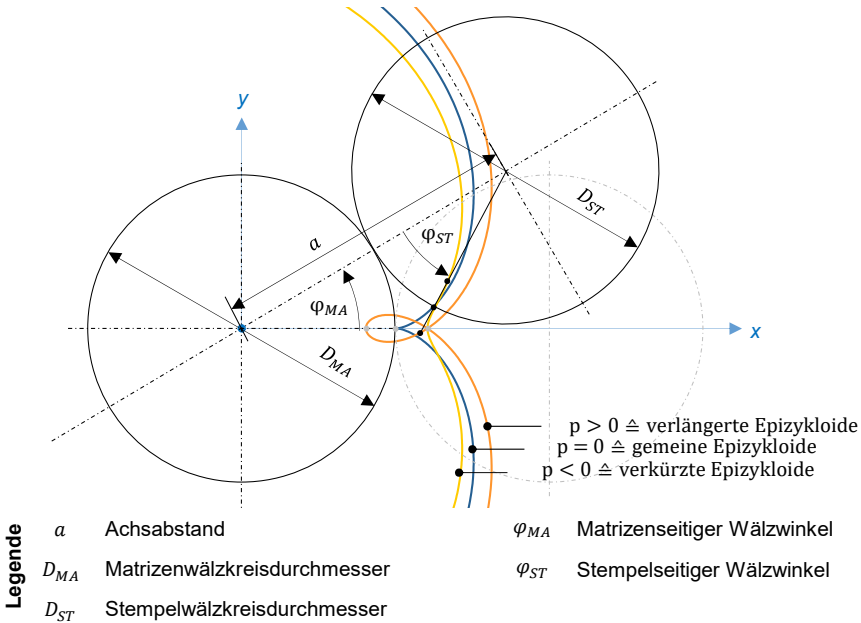 y
D_ST
a
φ_ST
φ_MA
x
D_MA
p > 0 ≙ verlängerte Epizykloide
p = 0 ≙ gemeine Epizykloide
p < 0 ≙ verkürzte Epizykloide
Legende
a Achsabstand φ_MA Matrizenseitiger Wälzwinkel
D_MA Matrizenwälzkreisdurchmesser φ_ST Stempelseitiger Wälzwinkel
D_ST Stempelwälzkreisdurchmesser